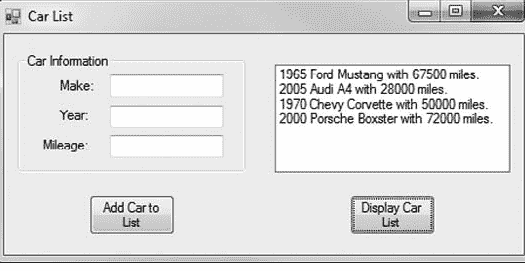 Car List
Car Information
Make:
Year:
Mileage:
1965 Ford Mustang with 67500 miles.
2005 Audi A4 with 28000 miles.
1970 Chevy Corvette with 50000 miles.
2000 Porsche Boxster with 72000 miles.
Add Car to
List
Display Car
List